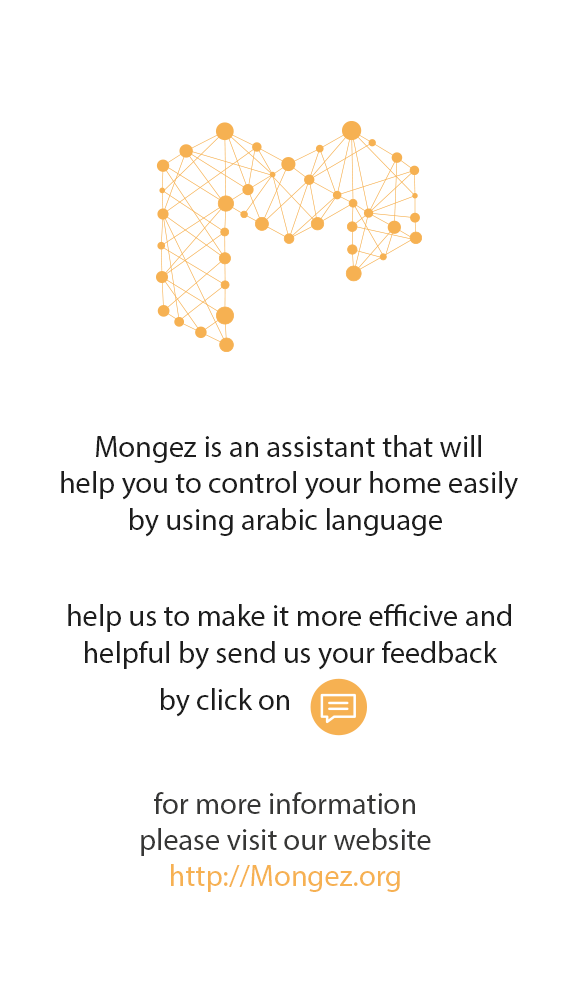 Mongez is an assistant that will
help you to control your home easily
by using arabic language
help us to make it more efficive and
helpful by send us your feedback
by click on
for more information
please visit our website
http://Mongez.org